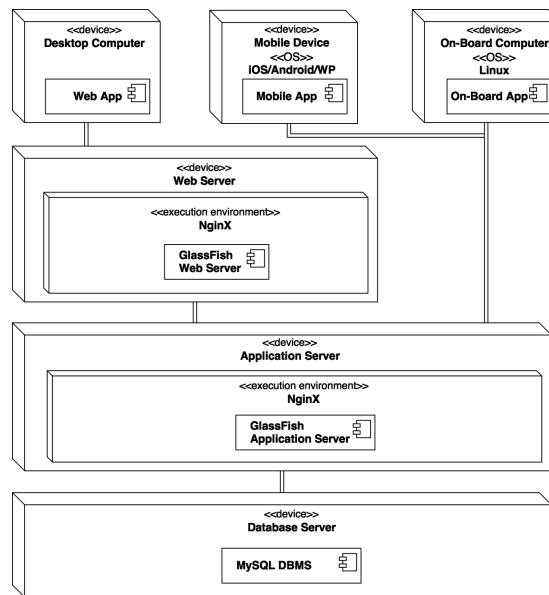 <<device>>
Desktop Computer
Web App
<<device>>
Mobile Device
<<OS>>
iOS/Android/WP
Mobile App
<<device>>
On-Board Computer
<<OS>>
Linux
On-Board App
<<device>>
Web Server
<<execution environment>>
NginX
GlassFish
Web Server
<<device>>
Application Server
<<execution environment>>
NginX
GlassFish
Application Server
<<device>>
Database Server
MySQL DBMS